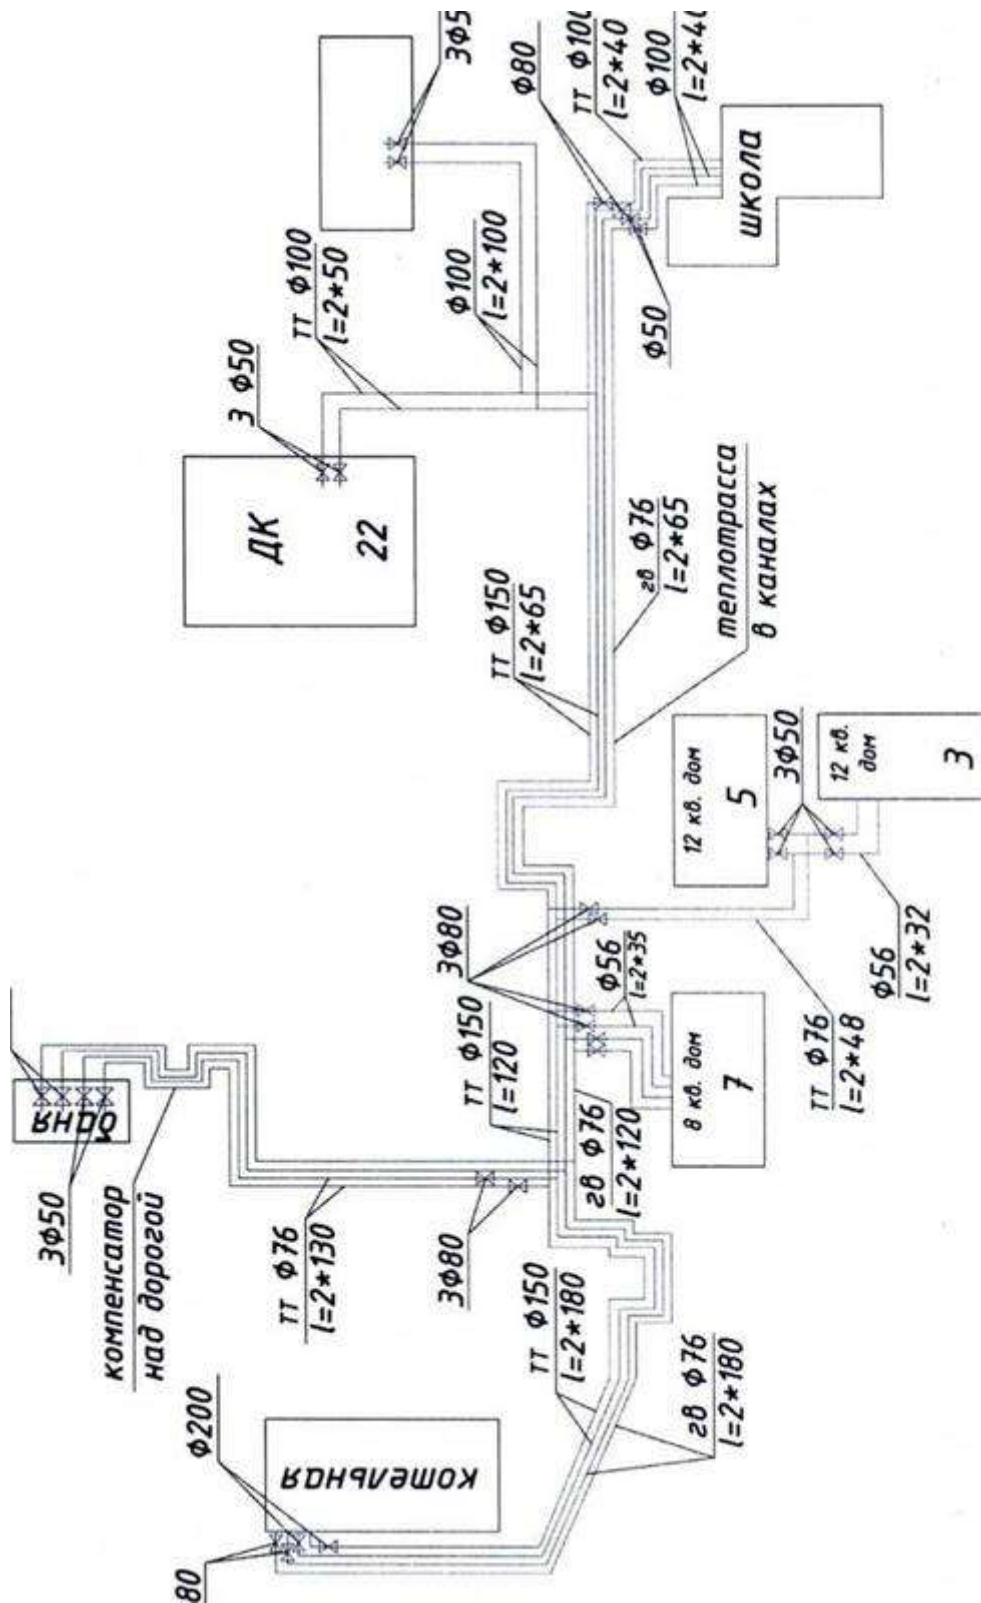 3Ф5
Ф80
ТТ Ф100
l=2*40
Ф100
l=2*40
школа
Ф50
ТТ Ф100
l=2*50
Ф100
l=2*100
3 Ф50
ДК
22
ТТ Ф150
l=2*65
гв Ф76
l=2*65
теплотрасса
в каналах
12 кв. дом
5
3Ф50
12 кв.
дом
3
3Ф80
Ф56
l=2*35
Ф56
l=2*32
ТТ Ф76
l=2*48
8 кв. дом
7
ТТ Ф150
l=120
гв Ф76
l=2*120
баня
3Ф50
компенсатор
над дорогой
ТТ Ф76
l=2*130
3Ф80
ТТ Ф150
l=2*180
гв Ф76
l=2*180
Ф200
котельная
80